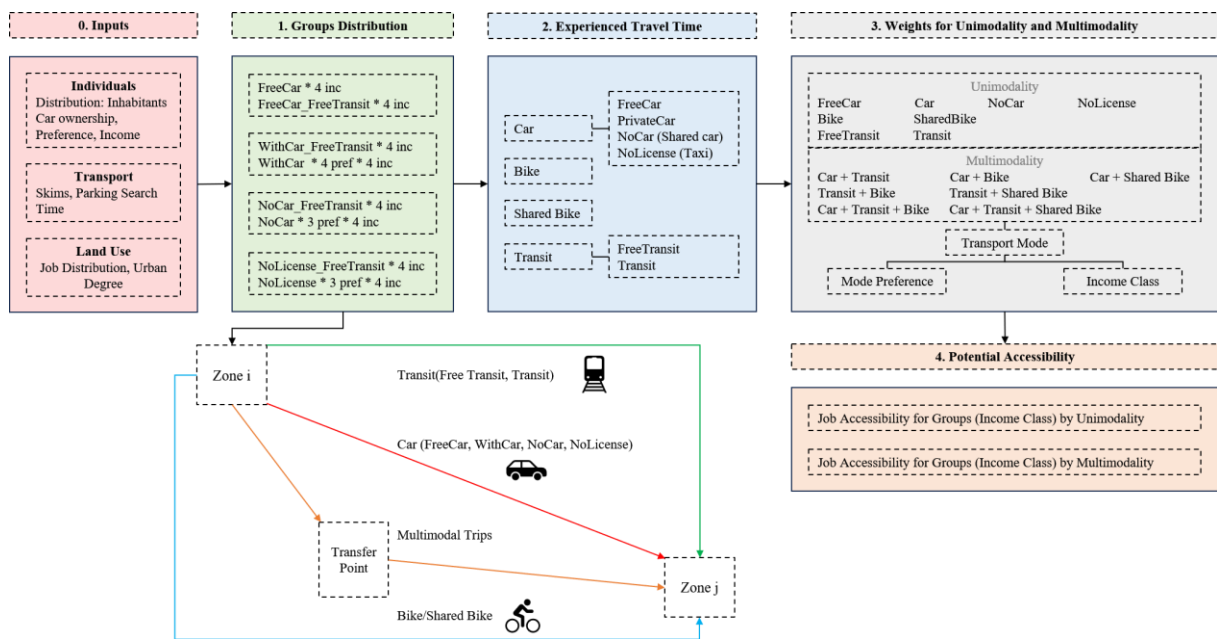 0. Inputs
Individuals
Distribution: Inhabitants
Car ownership,
Preference, Income
Transport
Skims, Parking Search
Time
Land Use
Job Distribution, Urban
Degree
1. Groups Distribution
FreeCar * 4 inc
FreeCar_FreeTransit * 4 inc
WithCar_FreeTransit * 4 inc
WithCar * 4 pref * 4 inc
NoCar_FreeTransit * 4 inc
NoCar * 3 pref * 4 inc
NoLicense_FreeTransit * 4 inc
NoLicense * 3 pref * 4 inc
2. Experienced Travel Time
Car
Bike
Shared Bike
Transit
FreeCar
PrivateCar
NoCar (Shared car)
NoLicense (Taxi)
FreeTransit
Transit
3. Weights for Unimodality and Multimodality
Unimodality
FreeCar Car NoCar NoLicense
Bike SharedBike
FreeTransit Transit
Multimodality
Car + Transit Car + Bike Car + Shared Bike
Transit + Bike Transit + Shared Bike
Car + Transit + Bike Car + Transit + Shared Bike
Transport Mode
Mode Preference Income Class
4. Potential Accessibility
Job Accessibility for Groups (Income Class) by Unimodality
Job Accessibility for Groups (Income Class) by Multimodality
Zone i
Transit(Free Transit, Transit)
Car (FreeCar, WithCar, NoCar, NoLicense)
Multimodal Trips
Transfer
Point
Zone j
Bike/Shared Bike